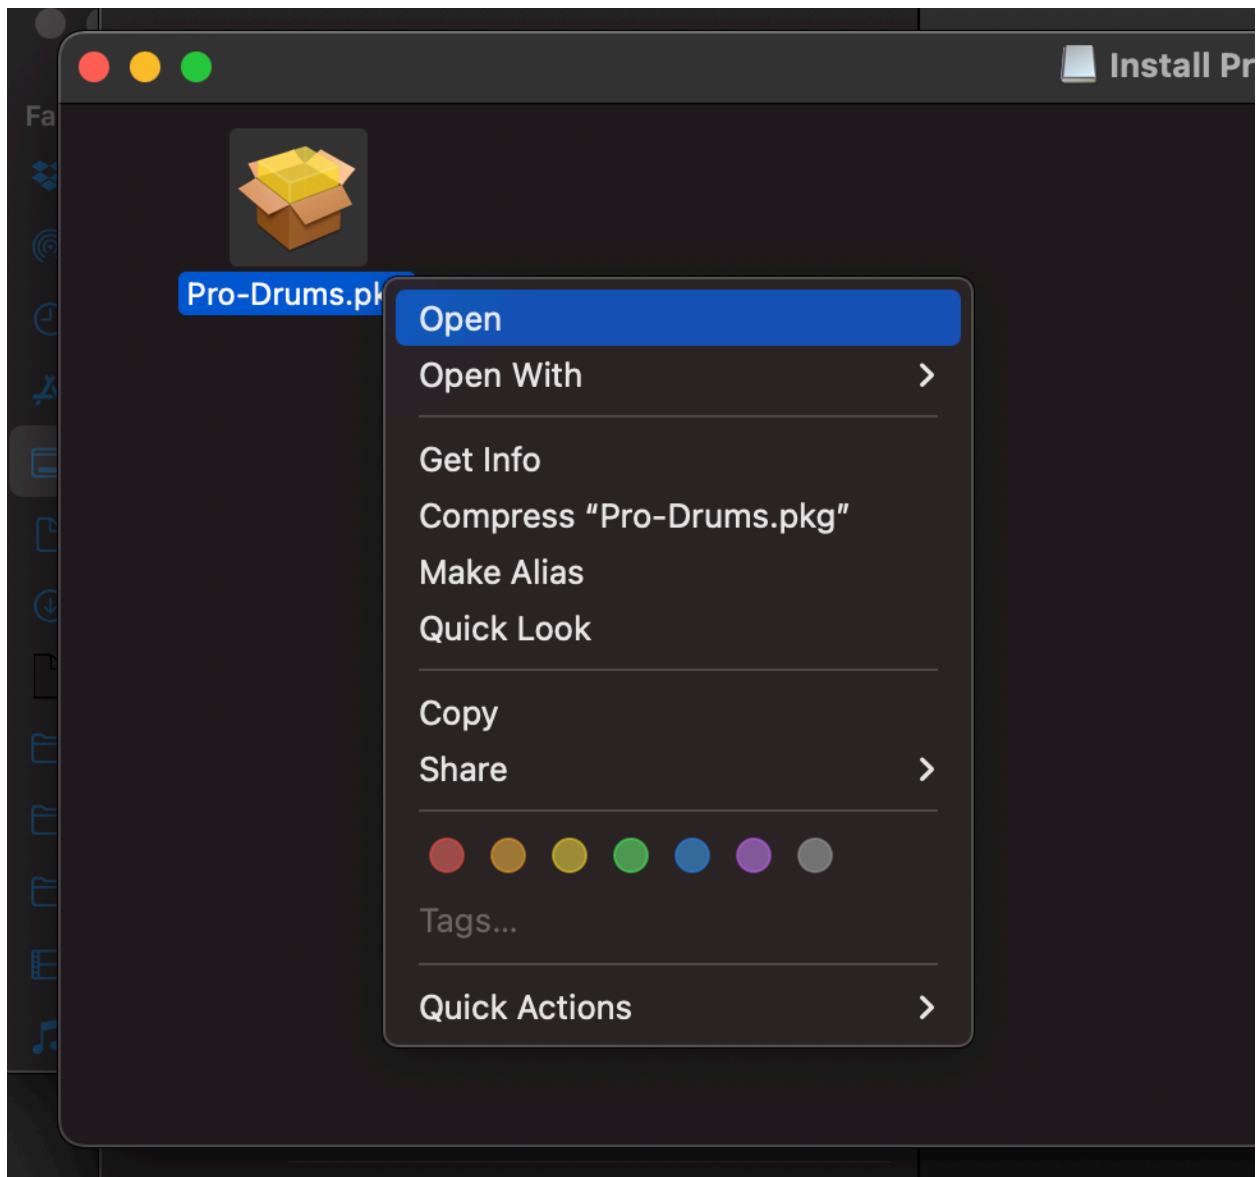 Install Pr
Fa
Pro-Drums.pk
Open
Open With
Get Info
Compress “Pro-Drums.pkg”
Make Alias
Quick Look
Copy
Share
Tags...
Quick Actions